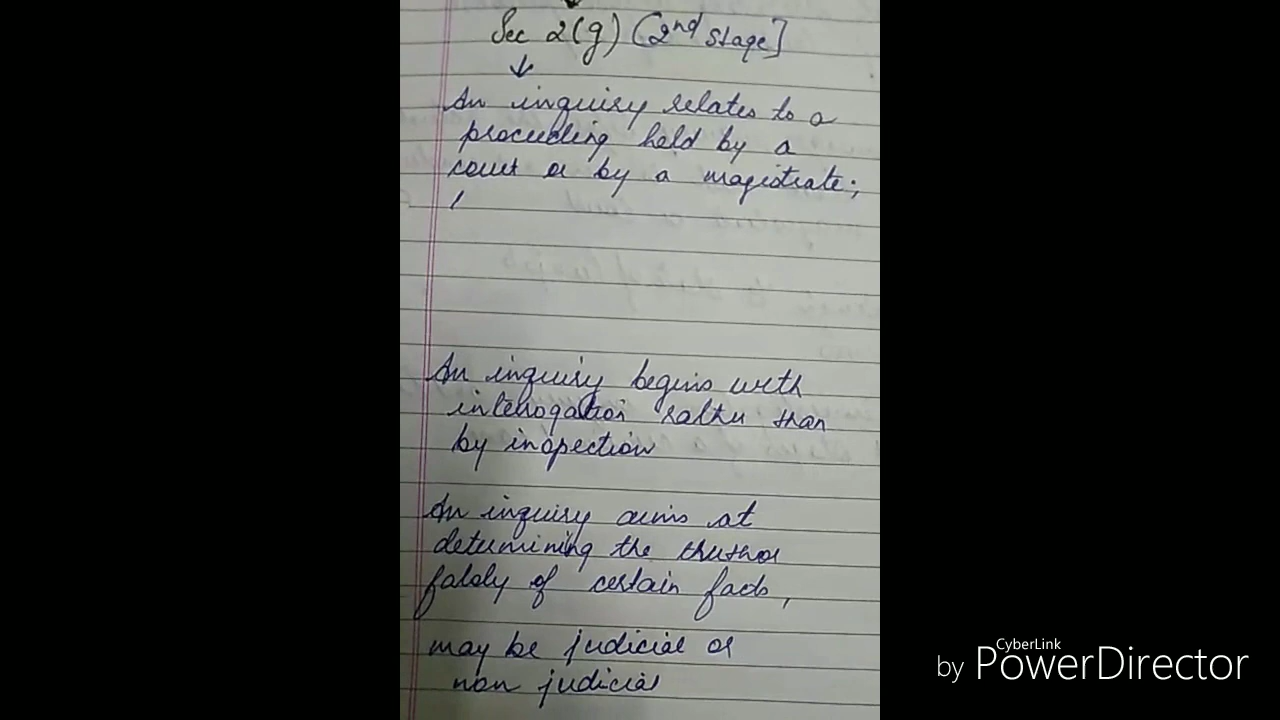 Sec 2(g) (2nd stage]
An inquiry relates to a
proceeding held by a
court or by a magistrate;
An inquiry begins with
interrogation rather than
by inspection
An inquiry aims at
determining the truth or
falsly of certain facts,
may be judicial or
non judicial
CyberLink
by PowerDirector